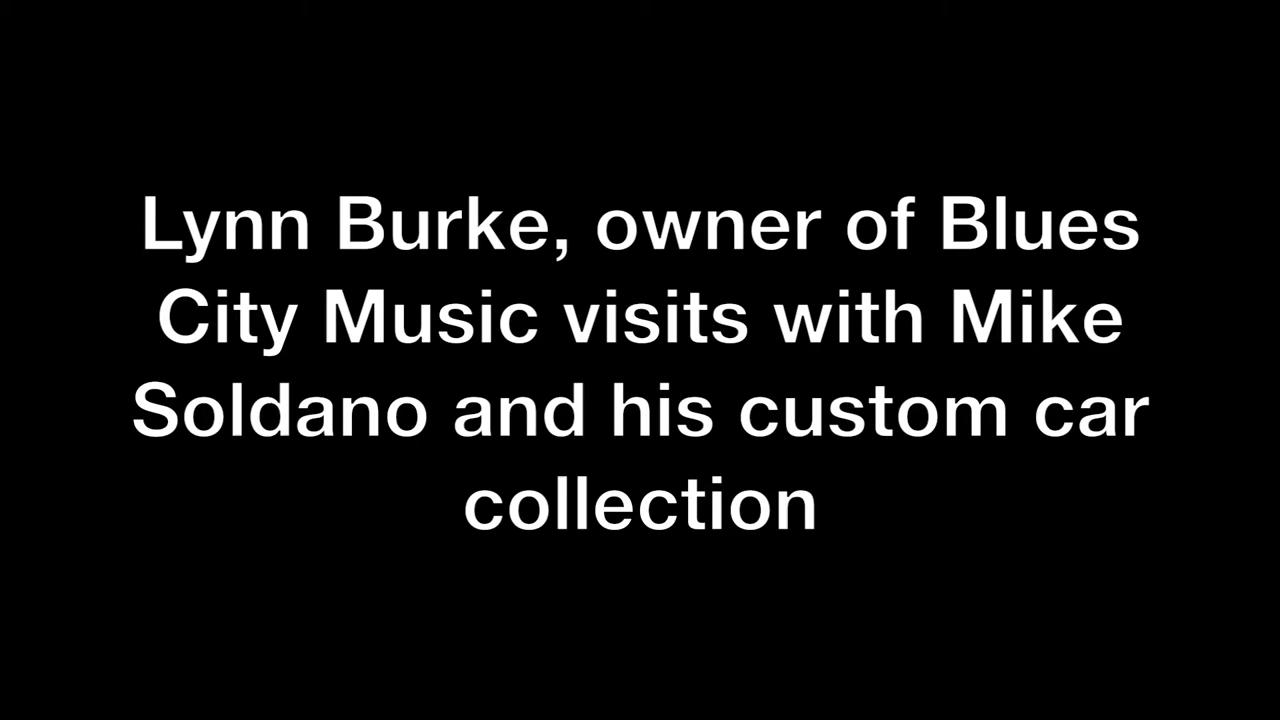 Lynn Burke, owner of Blues
City Music visits with Mike
Soldano and his custom car
collection